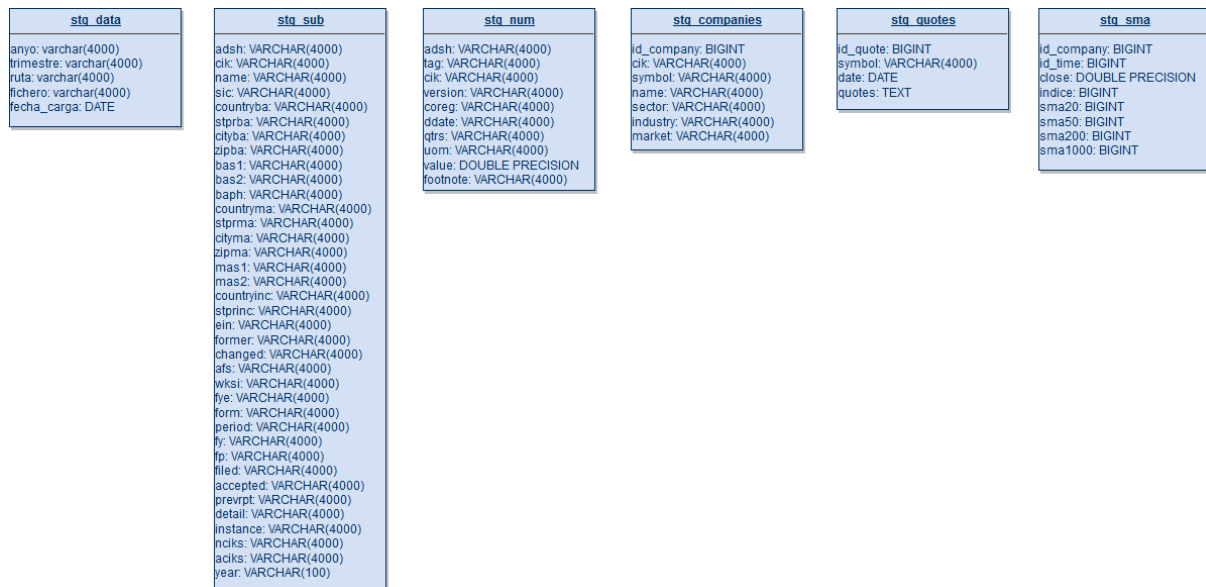 stg_data
anyo: varchar(4000)
trimestre: varchar(4000)
ruta: varchar(4000)
fichero: varchar(4000)
fecha_carga: DATE
stg_sub
adsh: VARCHAR(4000)
cik: VARCHAR(4000)
name: VARCHAR(4000)
sic: VARCHAR(4000)
countryba: VARCHAR(4000)
stprba: VARCHAR(4000)
cityba: VARCHAR(4000)
zipba: VARCHAR(4000)
bas1: VARCHAR(4000)
bas2: VARCHAR(4000)
baph: VARCHAR(4000)
countryma: VARCHAR(4000)
stprma: VARCHAR(4000)
cityma: VARCHAR(4000)
zipma: VARCHAR(4000)
mas1: VARCHAR(4000)
mas2: VARCHAR(4000)
countryinc: VARCHAR(4000)
stprinc: VARCHAR(4000)
ein: VARCHAR(4000)
former: VARCHAR(4000)
changed: VARCHAR(4000)
afs: VARCHAR(4000)
wksi: VARCHAR(4000)
fye: VARCHAR(4000)
form: VARCHAR(4000)
period: VARCHAR(4000)
fy: VARCHAR(4000)
fp: VARCHAR(4000)
filed: VARCHAR(4000)
accepted: VARCHAR(4000)
prevrpt: VARCHAR(4000)
detail: VARCHAR(4000)
instance: VARCHAR(4000)
nciks: VARCHAR(4000)
aciks: VARCHAR(4000)
year: VARCHAR(100)
stg_num
adsh: VARCHAR(4000)
tag: VARCHAR(4000)
cik: VARCHAR(4000)
version: VARCHAR(4000)
coreg: VARCHAR(4000)
ddate: VARCHAR(4000)
qtrs: VARCHAR(4000)
uom: VARCHAR(4000)
value: DOUBLE PRECISION
footnote: VARCHAR(4000)
stg_companies
id_company: BIGINT
cik: VARCHAR(4000)
symbol: VARCHAR(4000)
name: VARCHAR(4000)
sector: VARCHAR(4000)
industry: VARCHAR(4000)
market: VARCHAR(4000)
stg_quotes
id_quote: BIGINT
symbol: VARCHAR(4000)
date: DATE
quotes: TEXT
stg_sma
id_company: BIGINT
id_time: BIGINT
close: DOUBLE PRECISION
indice: BIGINT
sma20: BIGINT
sma50: BIGINT
sma200: BIGINT
sma1000: BIGINT